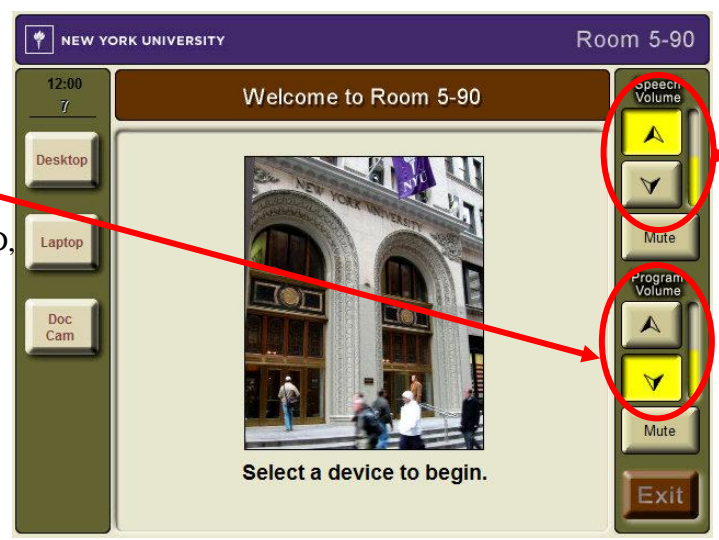 NEW YORK UNIVERSITY
Room 5-90
12:00
7
Welcome to Room 5-90
Desktop
Laptop
Doc
Cam
NEW YORK UNIVERSITY
NYU
Select a device to begin.
Speech
Volume
Mute
Program
Volume
Mute
Exit